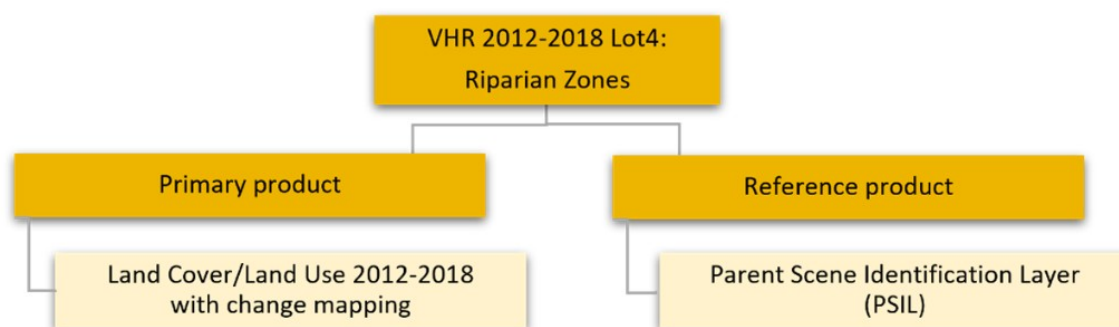 VHR 2012-2018 Lot4:
Riparian Zones
Primary product
Reference product
Land Cover/Land Use 2012-2018
with change mapping
Parent Scene Identification Layer
(PSIL)